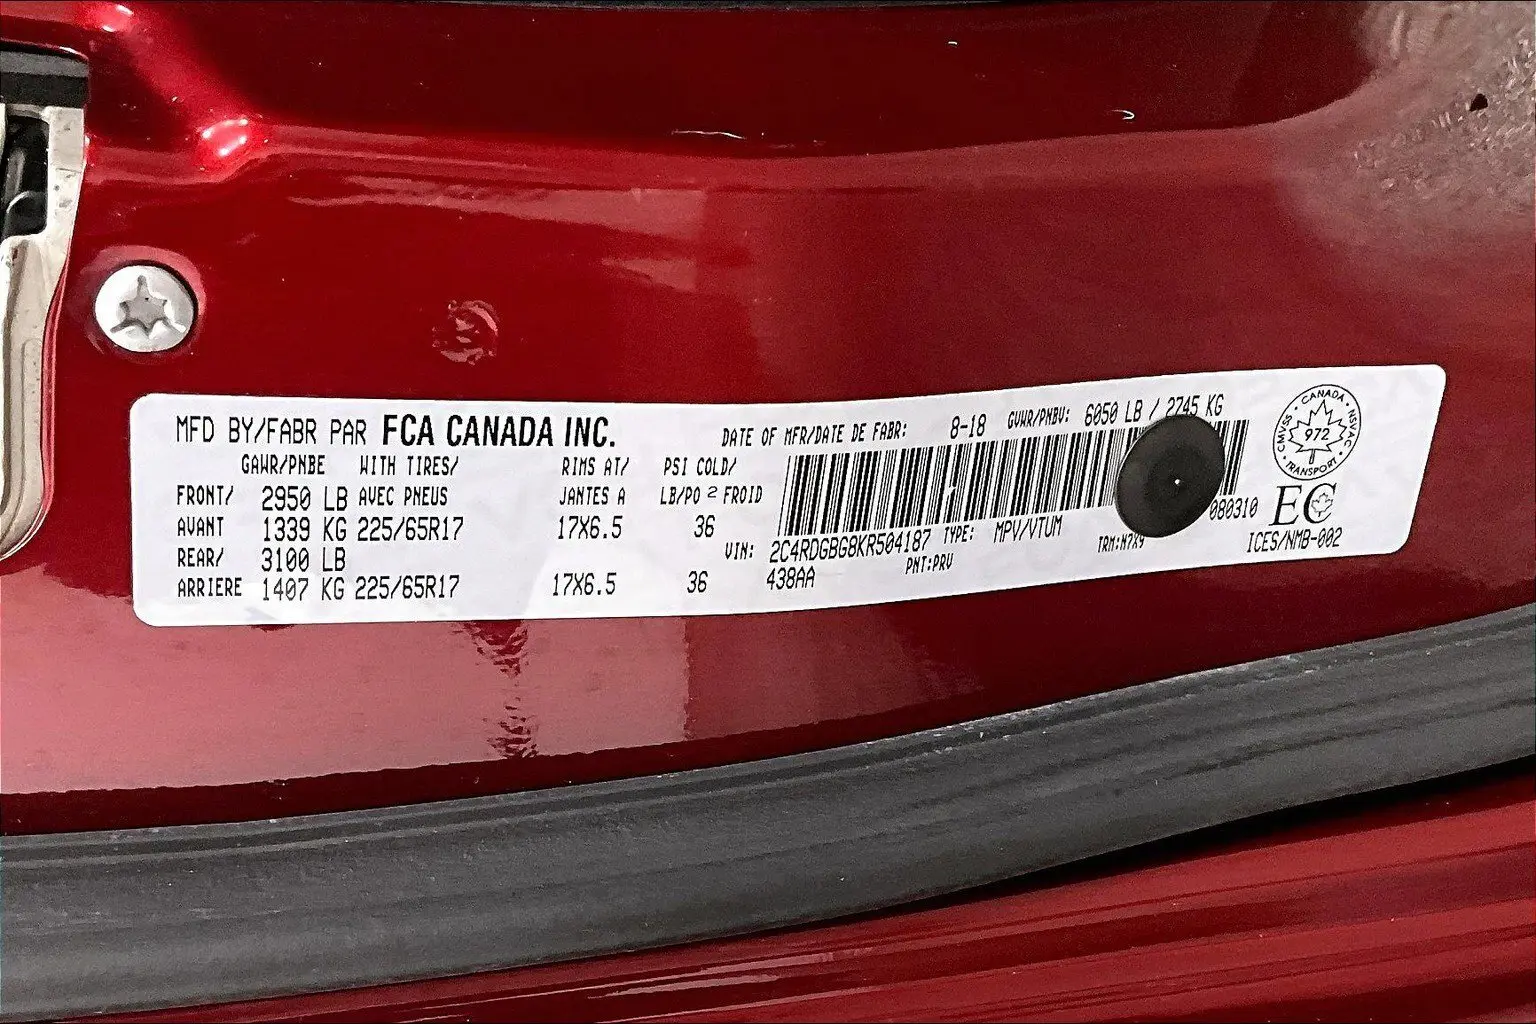 MFD BY/FABR PAR FCA CANADA INC.
DATE OF MFR/DATE DE FABR: 8-18 GVWR/PNBV: 6050 LB / 2745 KG
GAWR/PNBE WITH TIRES/ RIMS AT/ PSI COLD/
FRONT/ 2950 LB AVEC PNEUS JANTES A LB/PO 2 FROID
AVANT 1339 KG 225/65R17 17X6.5 36
REAR/ 3100 LB
ARRIERE 1407 KG 225/65R17 17X6.5 36
VIN: 2C4RDGBG8KR504187 TYPE: MPV/VTUM
080310
438AA PNT:PRV TRM:N7X9
CMVSS CANADA NSVAC
972
TRANSPORT
EC
ICES/NMB-002